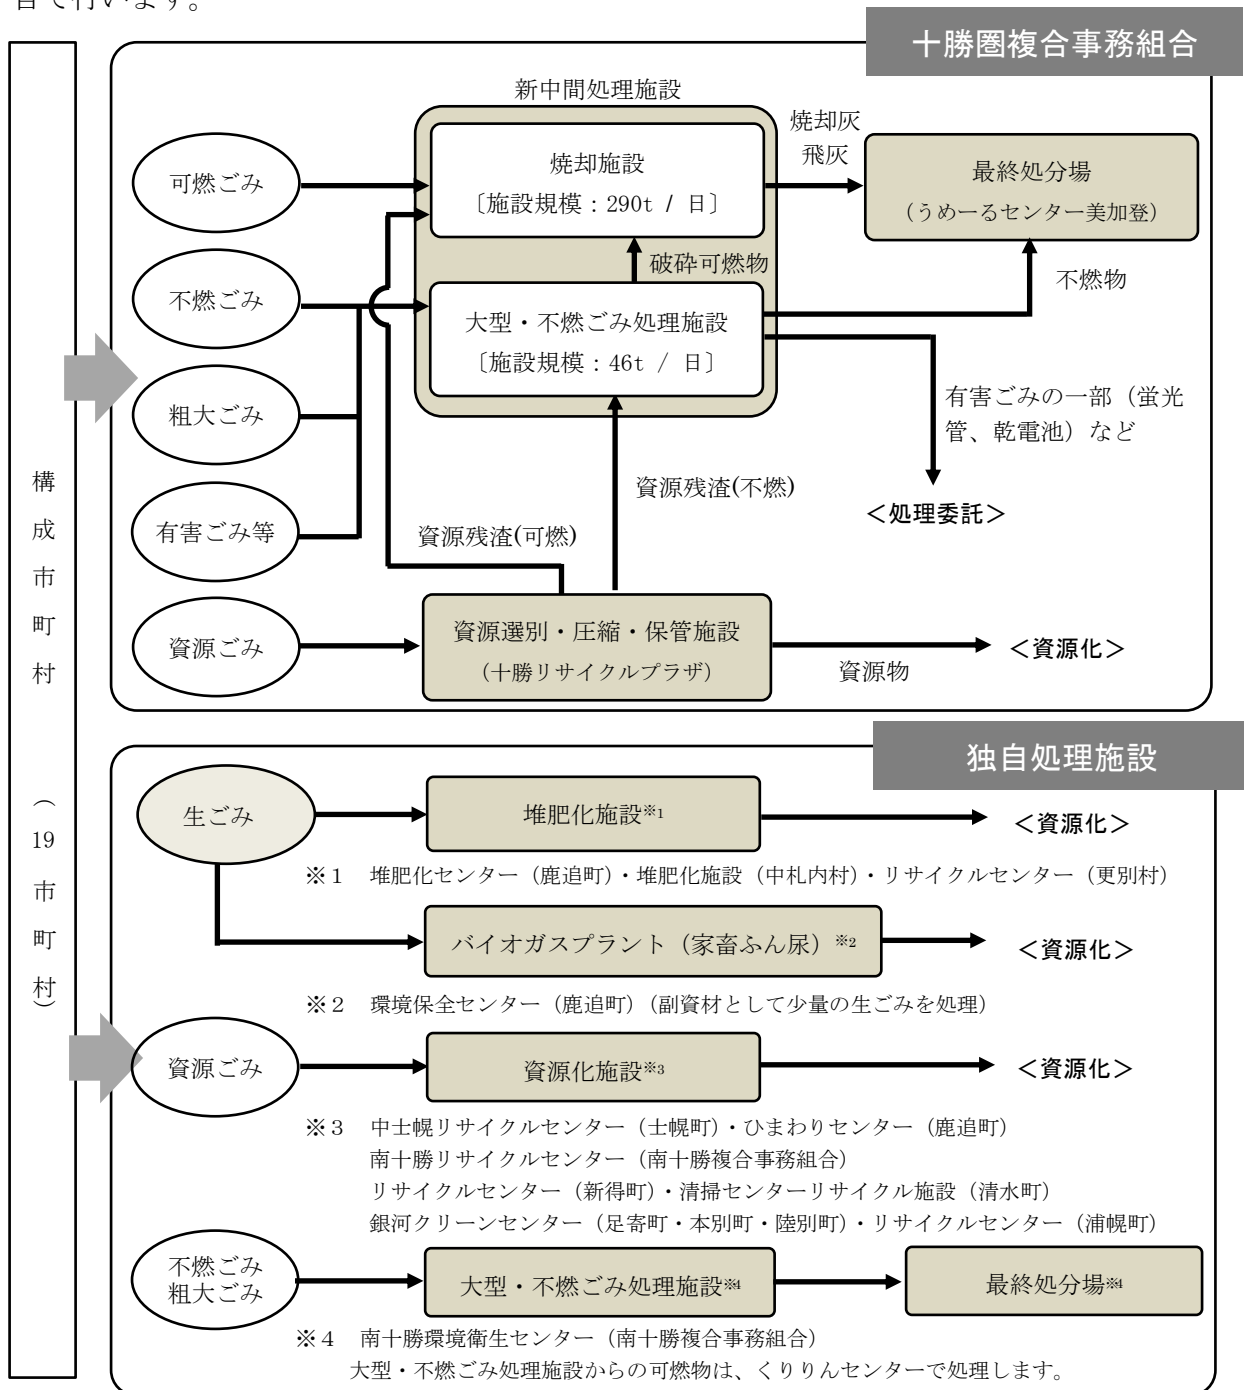 自で行います。
十勝圏複合事務組合
新中間処理施設
焼却灰
飛灰
可燃ごみ
焼却施設
〔施設規模：290t / 日〕
最終処分場
（うめーるセンター美加登）
破砕可燃物
不燃物
不燃ごみ
大型・不燃ごみ処理施設
〔施設規模：46t / 日〕
粗大ごみ
有害ごみの一部（蛍光
管、乾電池）など
資源残渣(不燃)
＜処理委託＞
有害ごみ等
資源残渣(可燃)
資源ごみ
資源選別・圧縮・保管施設
（十勝リサイクルプラザ）
資源物
＜資源化＞
構成市町村（19市町村）
独自処理施設
生ごみ
堆肥化施設※1
＜資源化＞
※１　堆肥化センター（鹿追町）・堆肥化施設（中札内村）・リサイクルセンター（更別村）
バイオガスプラント（家畜ふん尿）※2
＜資源化＞
※２　環境保全センター（鹿追町）（副資材として少量の生ごみを処理）
資源ごみ
資源化施設※3
＜資源化＞
※３　中士幌リサイクルセンター（士幌町）・ひまわりセンター（鹿追町）
南十勝リサイクルセンター（南十勝複合事務組合）
リサイクルセンター（新得町）・清掃センターリサイクル施設（清水町）
銀河クリーンセンター（足寄町・本別町・陸別町）・リサイクルセンター（浦幌町）
不燃ごみ
粗大ごみ
大型・不燃ごみ処理施設※4
最終処分場※4
※４　南十勝環境衛生センター（南十勝複合事務組合）
大型・不燃ごみ処理施設からの可燃物は、くりりんセンターで処理します。